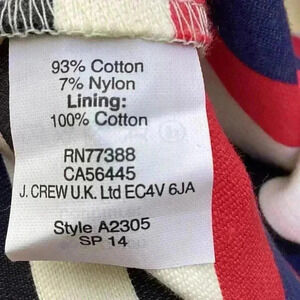 93% Cotton
7% Nylon
Lining:
100% Cotton
RN77388
CA56445
J. CREW U.K. Ltd EC4V 6JA
Style A2305
SP 14